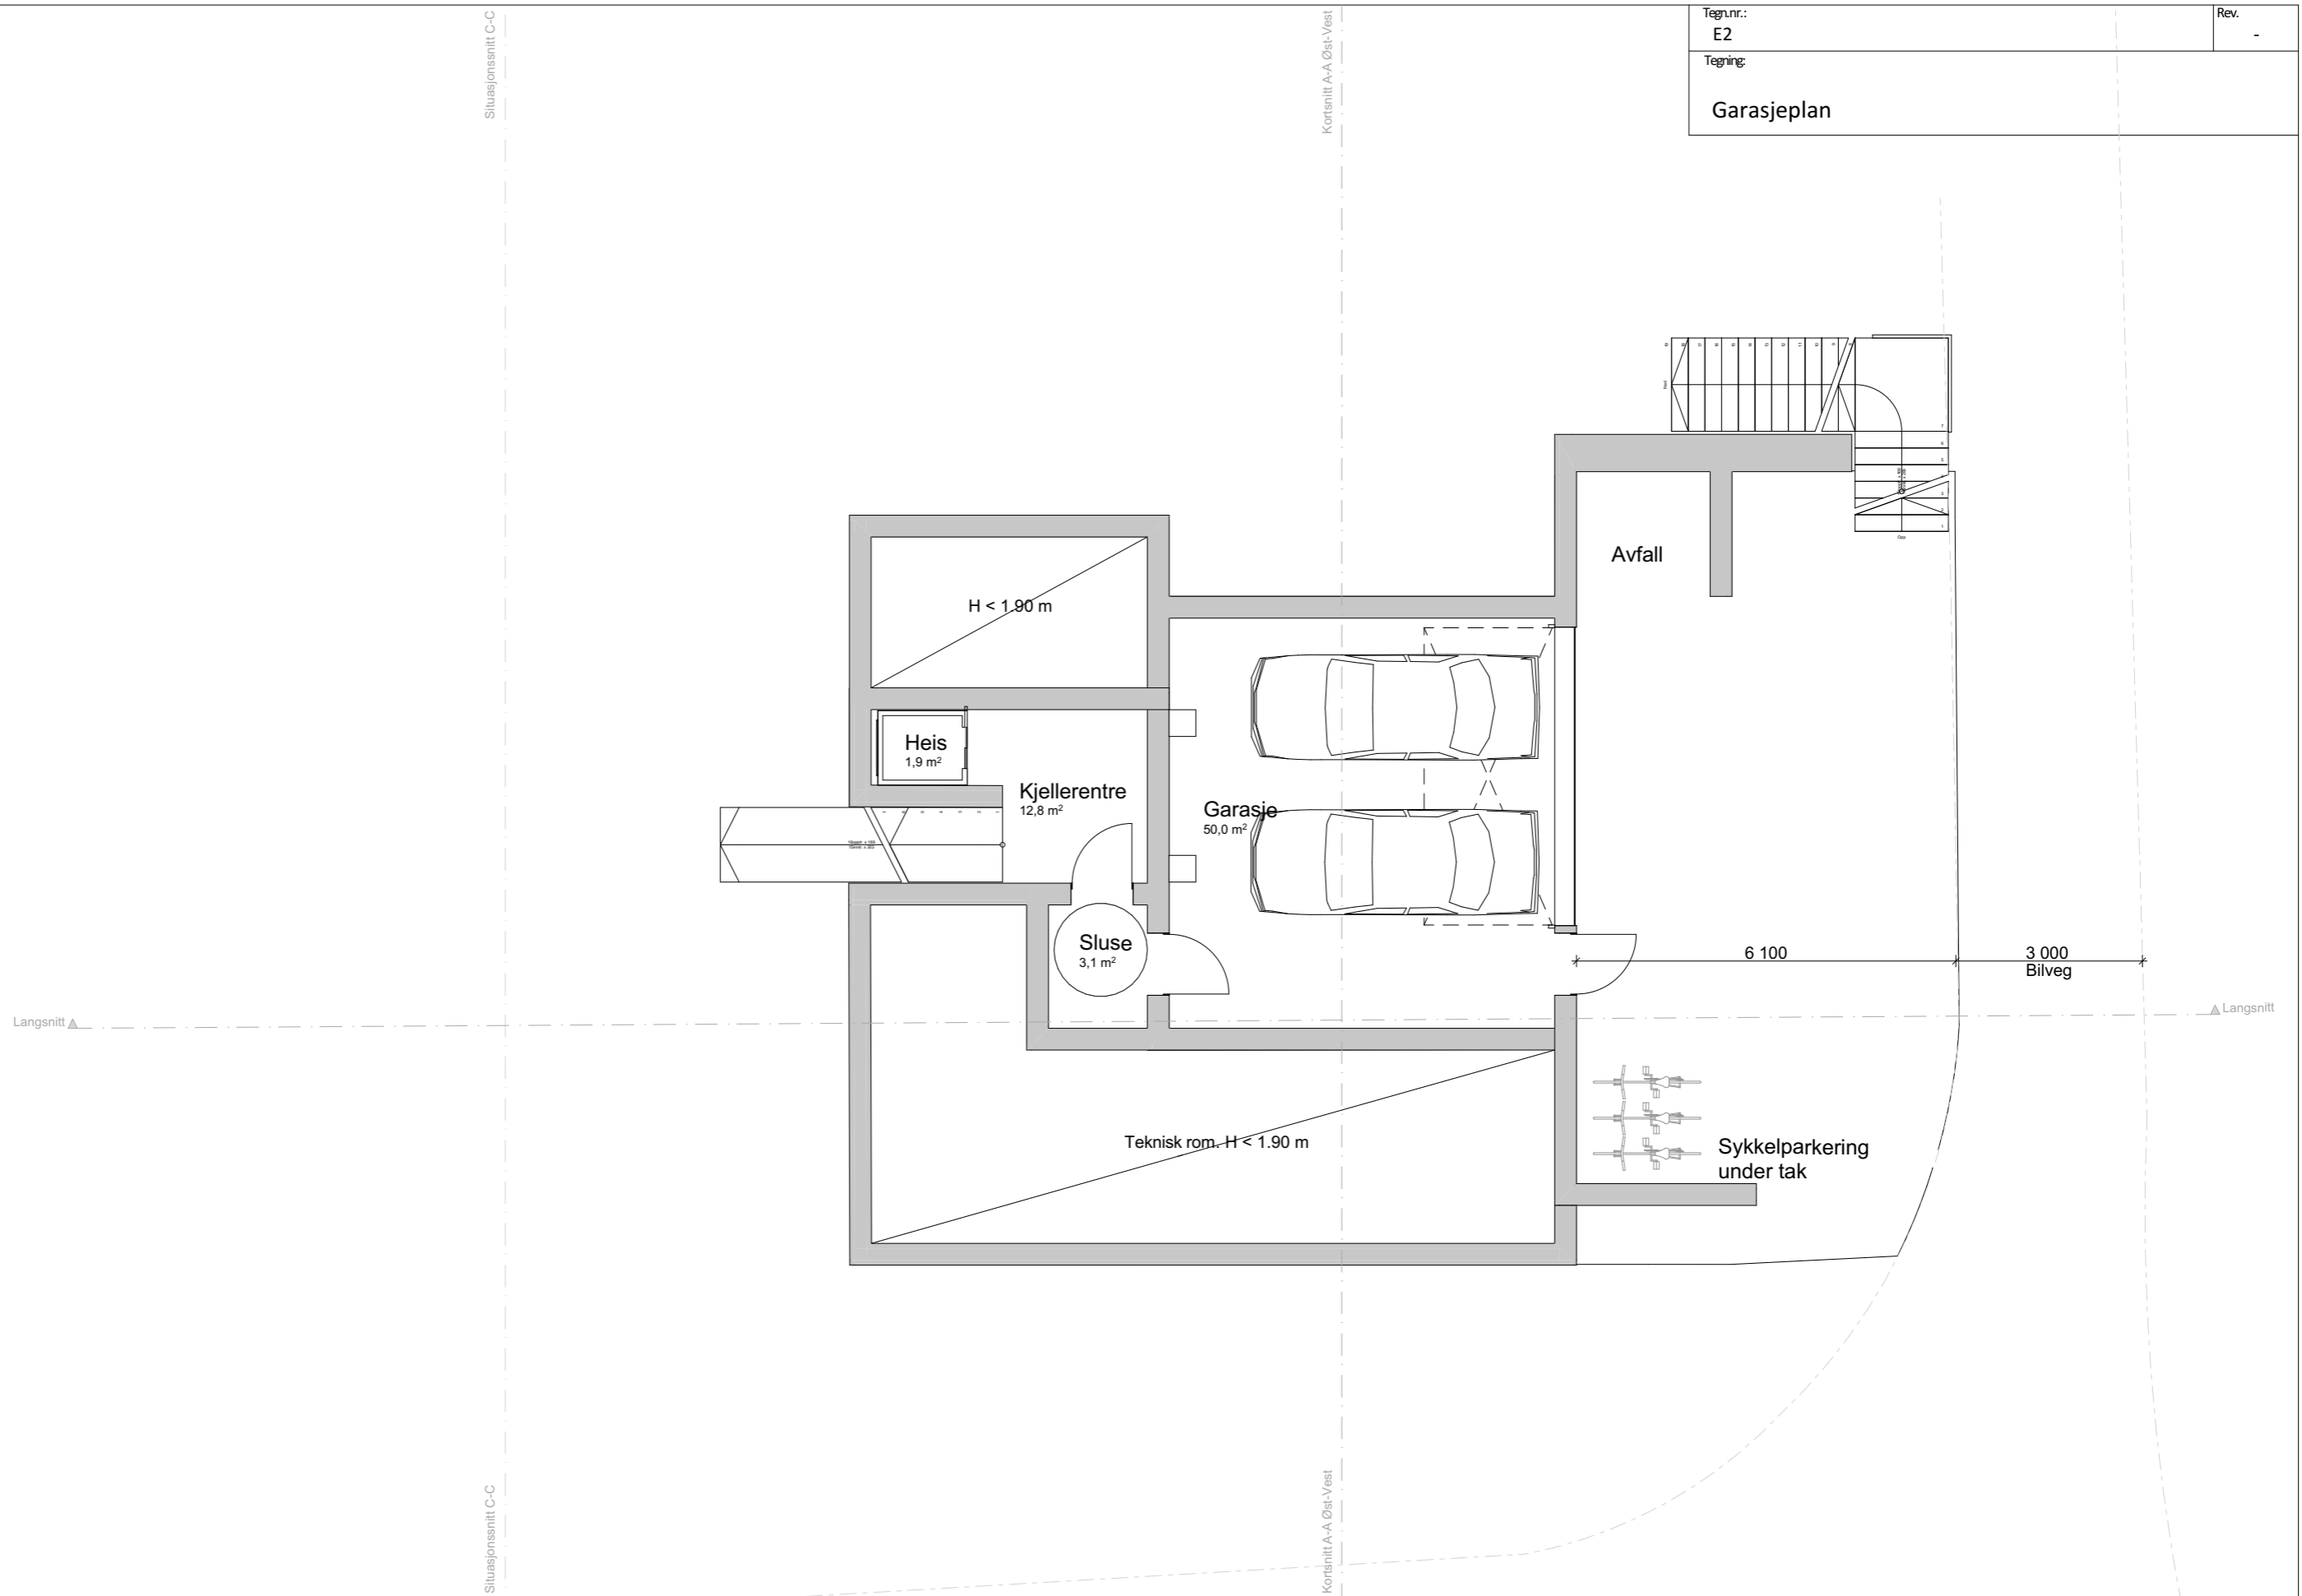 Tegn.nr.:
E2
Rev.
-
Tegning:
Garasjeplan
Situasjonssnitt C-C
Kortsnitt A-A Øst-Vest
Avfall
H < 1.90 m
Heis
1,9 m²
Kjellerentre
12,8 m²
Garasje
50,0 m²
Sluse
3,1 m²
6 100
3 000
Bilveg
Langsnitt
Langsnitt
Teknisk rom. H < 1.90 m
Sykkelparkering
under tak
Situasjonssnitt C-C
Kortsnitt A-A Øst-Vest